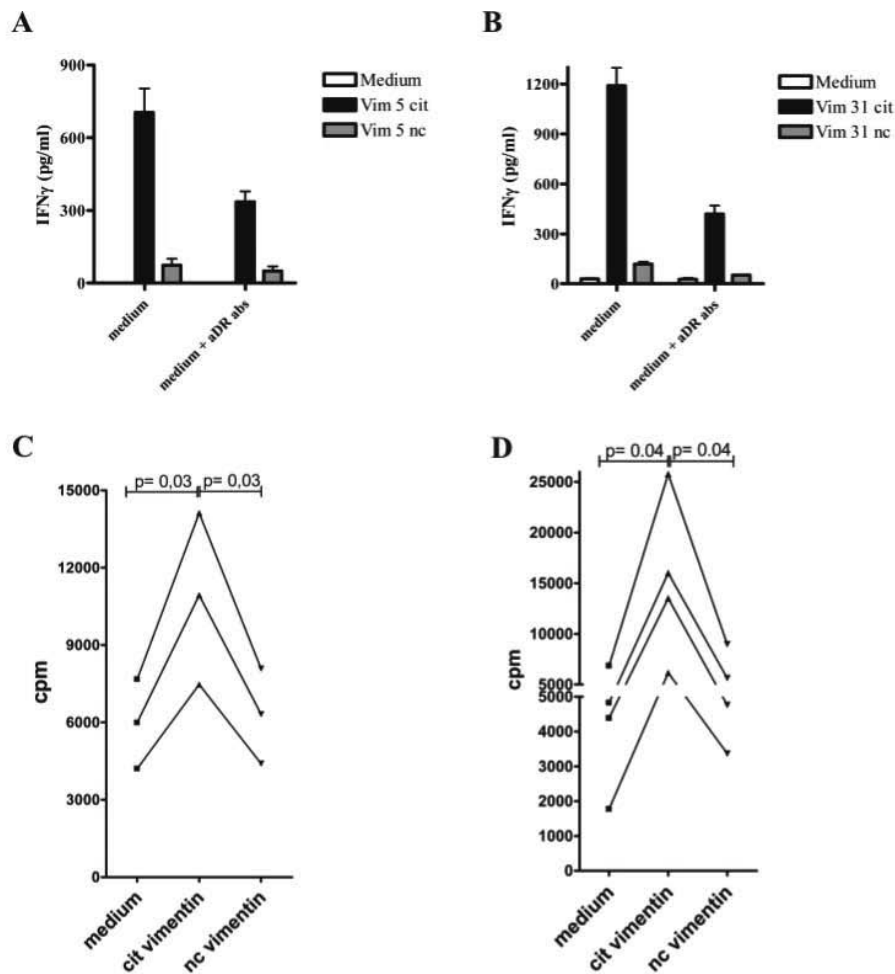 A
900
600
300
0
IFNγ (pg/ml)
Medium
Vim 5 cit
Vim 5 nc
medium
medium + aDR abs
B
1200
900
600
300
0
IFNγ (pg/ml)
Medium
Vim 31 cit
Vim 31 nc
medium
medium + aDR abs
C
p= 0,03 p= 0,03
15000
12000
9000
6000
3000
0
cpm
medium
cit vimentin
nc vimentin
D
p= 0.04 p= 0.04
25000
20000
15000
10000
5000
5000
4000
3000
2000
1000
0
cpm
medium
cit vimentin
nc vimentin